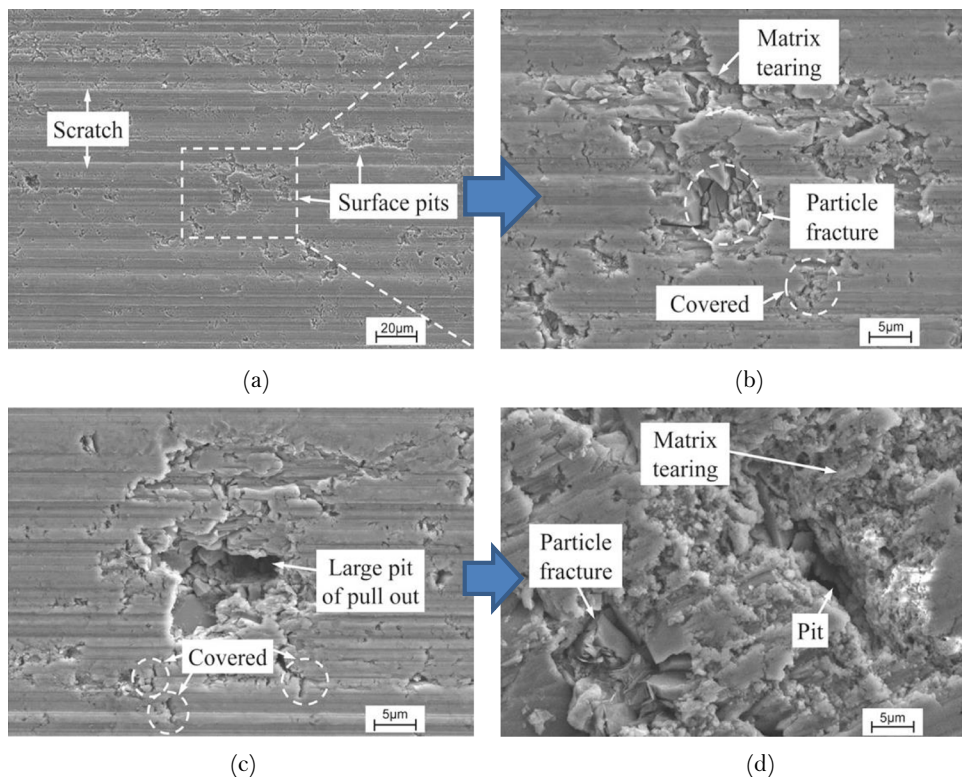 Scratch
Surface pits
20μm
(a)
Matrix
tearing
Particle
fracture
Covered
5μm
(b)
Large pit
of pull out
Covered
5μm
(c)
Matrix
tearing
Particle
fracture
Pit
5μm
(d)